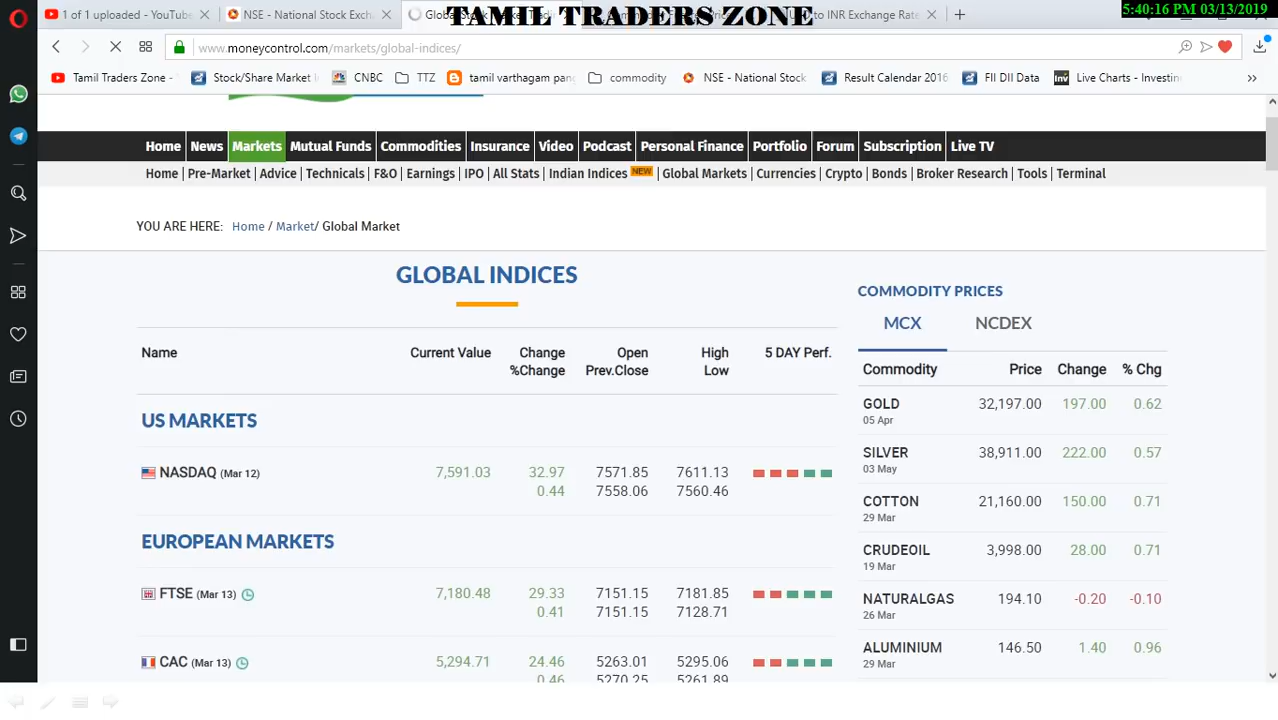 5:40:16 PM 03/13/2019
TAMIL TRADERS ZONE
1 of 1 uploaded - YouTube
NSE - National Stock Exch
to INR Exchange Rate
www.moneycontrol.com/markets/global-indices/
Tamil Traders Zone - Stock/Share Market CNBC TTZ tamil varthagam commodity NSE - National Stock Result Calendar 2016 FII DII Data Live Charts - Investin
Home News Markets Mutual Funds Commodities Insurance Video Podcast Personal Finance Portfolio Forum Subscription Live TV
Home | Pre-Market | Advice | Technicals | F&O | Earnings | IPO | All Stats | Indian Indices NEW | Global Markets | Currencies | Crypto | Bonds | Broker Research | Tools | Terminal
YOU ARE HERE: Home / Market/ Global Market
GLOBAL INDICES
Name Current Value Change Open High 5 DAY Perf.
%Change Prev.Close Low
US MARKETS
NASDAQ (Mar 12) 7,591.03 32.97 7571.85 7611.13
0.44 7558.06 7560.46
EUROPEAN MARKETS
FTSE (Mar 13) 7,180.48 29.33 7151.15 7181.85
0.41 7151.15 7128.71
CAC (Mar 13) 5,294.71 24.46 5263.01 5295.06
0.46 5270.25 5261.89
COMMODITY PRICES
MCX NCDEX
Commodity Price Change % Chg
GOLD 32,197.00 197.00 0.62
05 Apr
SILVER 38,911.00 222.00 0.57
03 May
COTTON 21,160.00 150.00 0.71
29 Mar
CRUDEOIL 3,998.00 28.00 0.71
19 Mar
NATURALGAS 194.10 -0.20 -0.10
26 Mar
ALUMINIUM 146.50 1.40 0.96
29 Mar